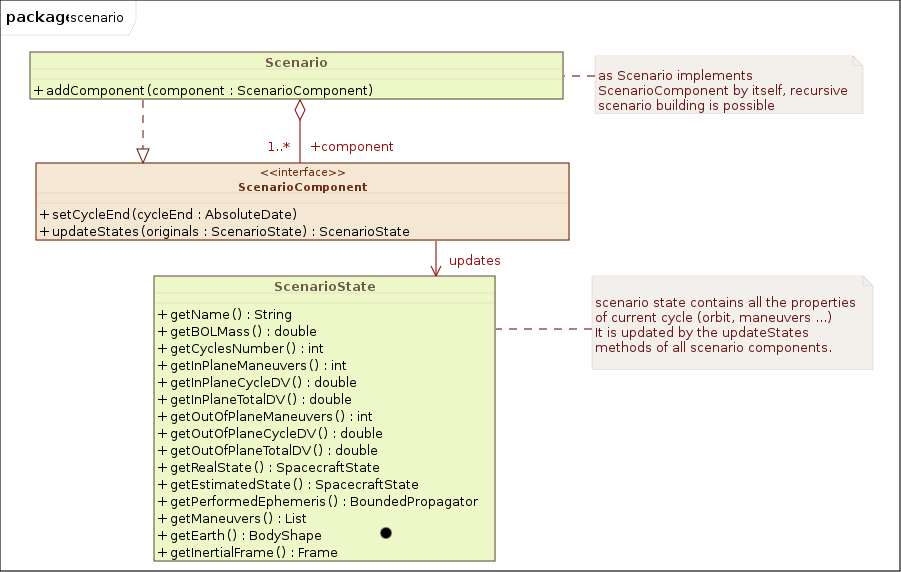 package scenario
Scenario
+ addComponent(component : ScenarioComponent)
as Scenario implements
ScenarioComponent by itself, recursive
scenario building is possible
1..* +component
<<interface>>
ScenarioComponent
+ setCycleEnd(cycleEnd : AbsoluteDate)
+ updateStates(originals : ScenarioState) : ScenarioState
updates
ScenarioState
+ getName() : String
+ getBOLMass() : double
+ getCyclesNumber() : int
+ getInPlaneManeuvers() : int
+ getInPlaneCycleDV() : double
+ getInPlaneTotalDV() : double
+ getOutOfPlaneManeuvers() : int
+ getOutOfPlaneCycleDV() : double
+ getOutOfPlaneTotalDV() : double
+ getRealState() : SpacecraftState
+ getEstimatedState() : SpacecraftState
+ getPerformedEphemeris() : BoundedPropagator
+ getManeuvers() : List
+ getEarth() : BodyShape
+ getInertialFrame() : Frame
scenario state contains all the properties
of current cycle (orbit, maneuvers ...)
It is updated by the updateStates
methods of all scenario components.